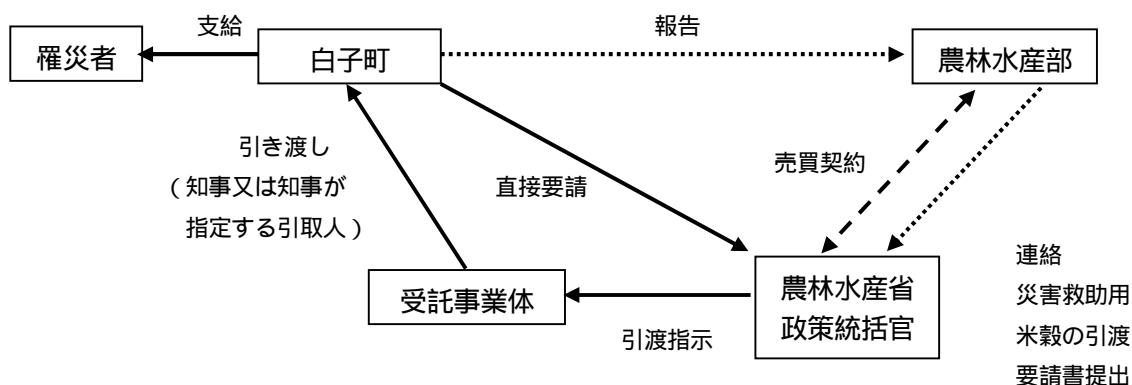 支給
報告
罹災者
白子町
農林水産部
引き渡し
（知事又は知事が
指定する引取人）
直接要請
売買契約
受託事業体
農林水産省
政策統括官
引渡指示
連絡
災害救助用
米穀の引渡
要請書提出